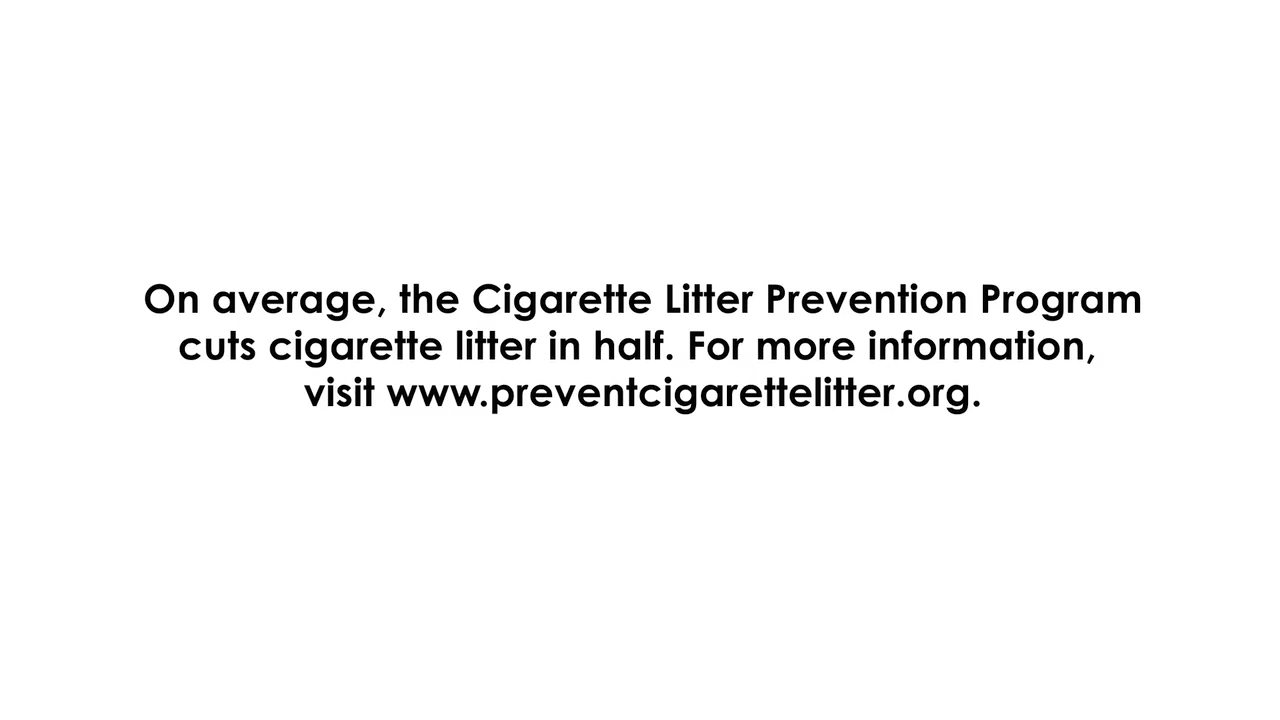 On average, the Cigarette Litter Prevention Program
cuts cigarette litter in half. For more information,
visit www.preventcigarettelitter.org.